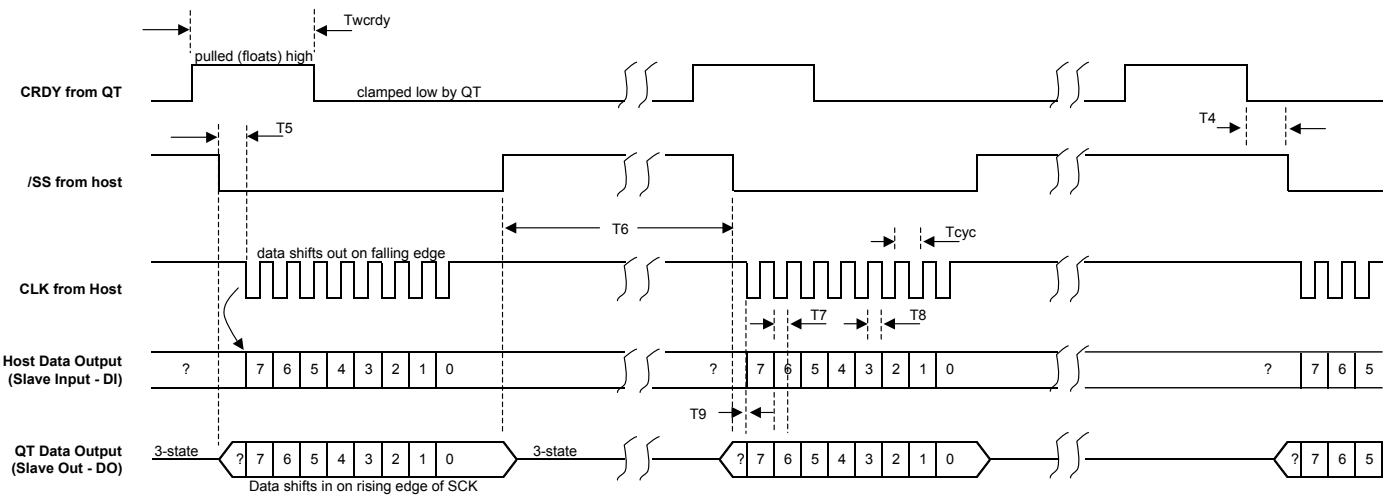 Twcrdy
pulled (floats) high
CRDY from QT
clamped low by QT
T5
T4
/SS from host
T6
Tcyc
data shifts out on falling edge
CLK from Host
T7
T8
Host Data Output
(Slave Input - DI)
? 7 6 5 4 3 2 1 0 ? 7 6 5 4 3 2 1 0 ? 7 6 5
T9
QT Data Output
(Slave Out - DO)
3-state ? 7 6 5 4 3 2 1 0 3-state ? 7 6 5 4 3 2 1 0 ? 7 6 5
Data shifts in on rising edge of SCK